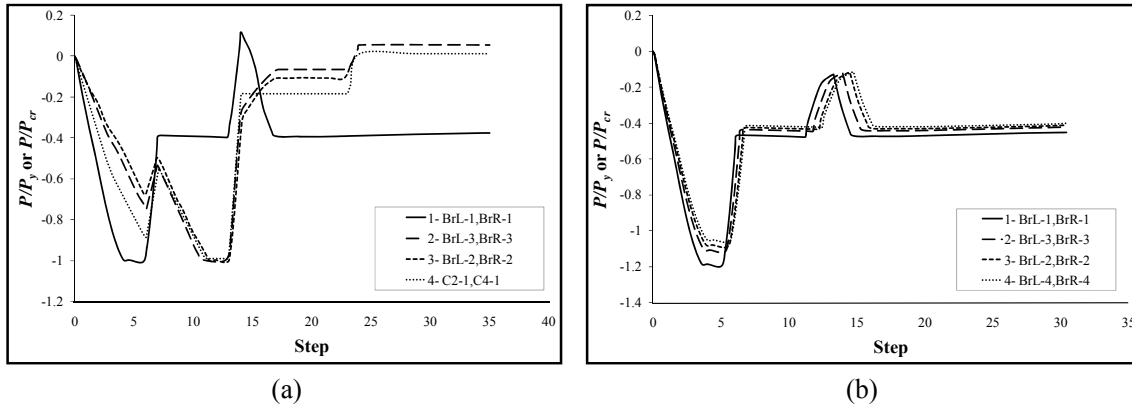 0.2
0
-0.2
-0.4
-0.6
-0.8
-1
-1.2
P/Py or P/Pcr
0 5 10 15 20 25 30 35 40
Step
1- BrL-1,BrR-1
2- BrL-3,BrR-3
3- BrL-2,BrR-2
4- C2-1,C4-1
(a)
0.2
0
-0.2
-0.4
-0.6
-0.8
-1.0
-1.2
-1.4
P/Py or P/Pcr
0 5 10 15 20 25 30 35
Step
1- BrL-1,BrR-1
2- BrL-3,BrR-3
3- BrL-2,BrR-2
4- BrL-4,BrR-4
(b)